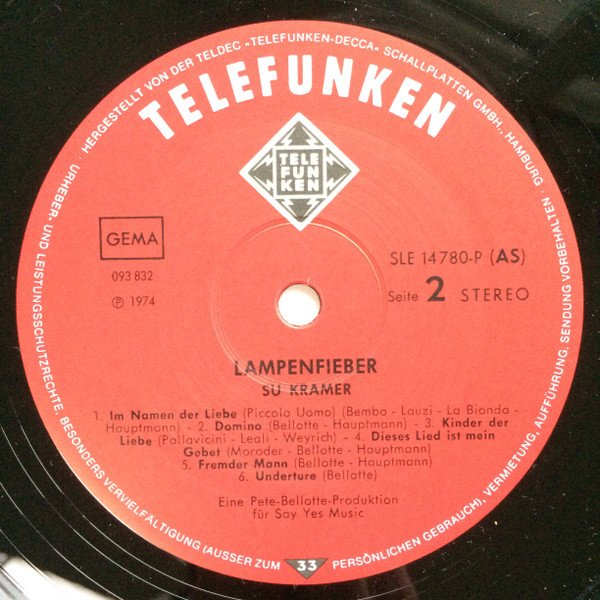 · HERGESTELLT VON DER TELDEC »TELEFUNKEN-DECCA« SCHALLPLATTEN GMBH., HAMBURG ·
URHEBER- UND LEISTUNGSSCHUTZRECHTE, BESONDERS VERVIELFÄLTIGUNG (AUSSER ZUM PERSÖNLICHEN GEBRAUCH), VERMIETUNG, AUFFÜHRUNG, SENDUNG VORBEHALTEN ·
TELEFUNKEN
TELE
FUN
KEN
GEMA
SLE 14780-P (AS)
093 832
Seite 2 STEREO
℗ 1974
LAMPENFIEBER
SU KRAMER
1. Im Namen der Liebe (Piccolo Uomo) (Bemba - Lauzi - La Bionda -
Hauptmann) - 2. Domino (Bellotte - Hauptmann) - 3. Kinder der
Liebe (Pallavicini - Leali - Weyrich) - 4. Dieses Lied ist mein
Gebet (Moroder - Bellotte - Hauptmann)
5. Fremder Mann (Bellotte - Hauptmann)
6. Underture (Bellotte)
Eine Pete-Bellotte-Produktion
für Say Yes Music
33